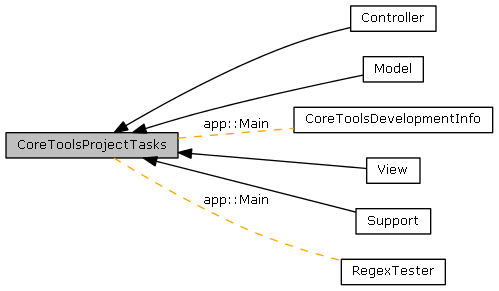 Controller
Model
app::Main
CoreToolsDevelopmentInfo
CoreToolsProjectTasks
View
app::Main
Support
RegexTester